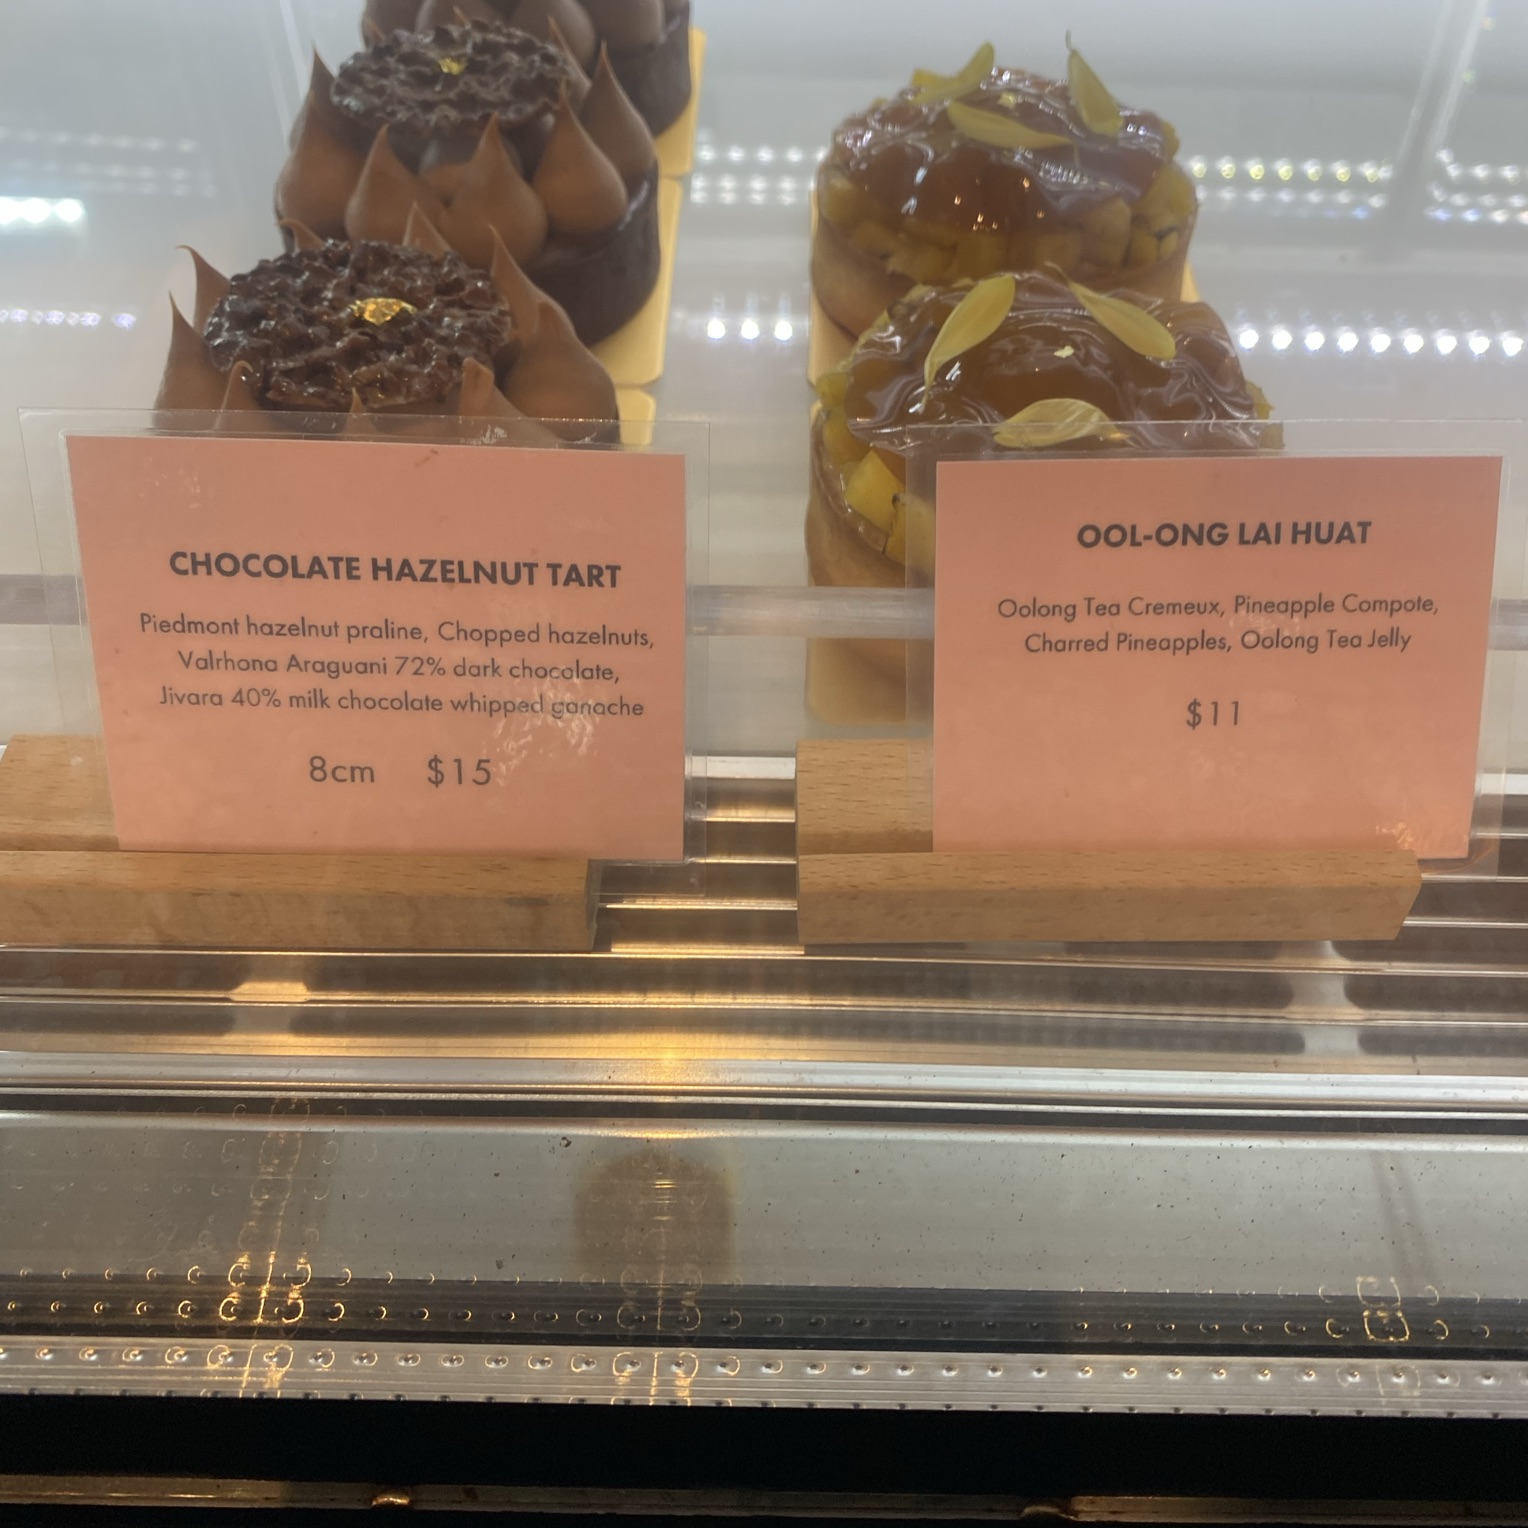 CHOCOLATE HAZELNUT TART
Piedmont hazelnut praline, Chopped hazelnuts,
Valrhona Araguani 72% dark chocolate,
Jivara 40% milk chocolate whipped ganache
8cm $15
OOL-ONG LAI HUAT
Oolong Tea Cremeux, Pineapple Compote,
Charred Pineapples, Oolong Tea Jelly
$11